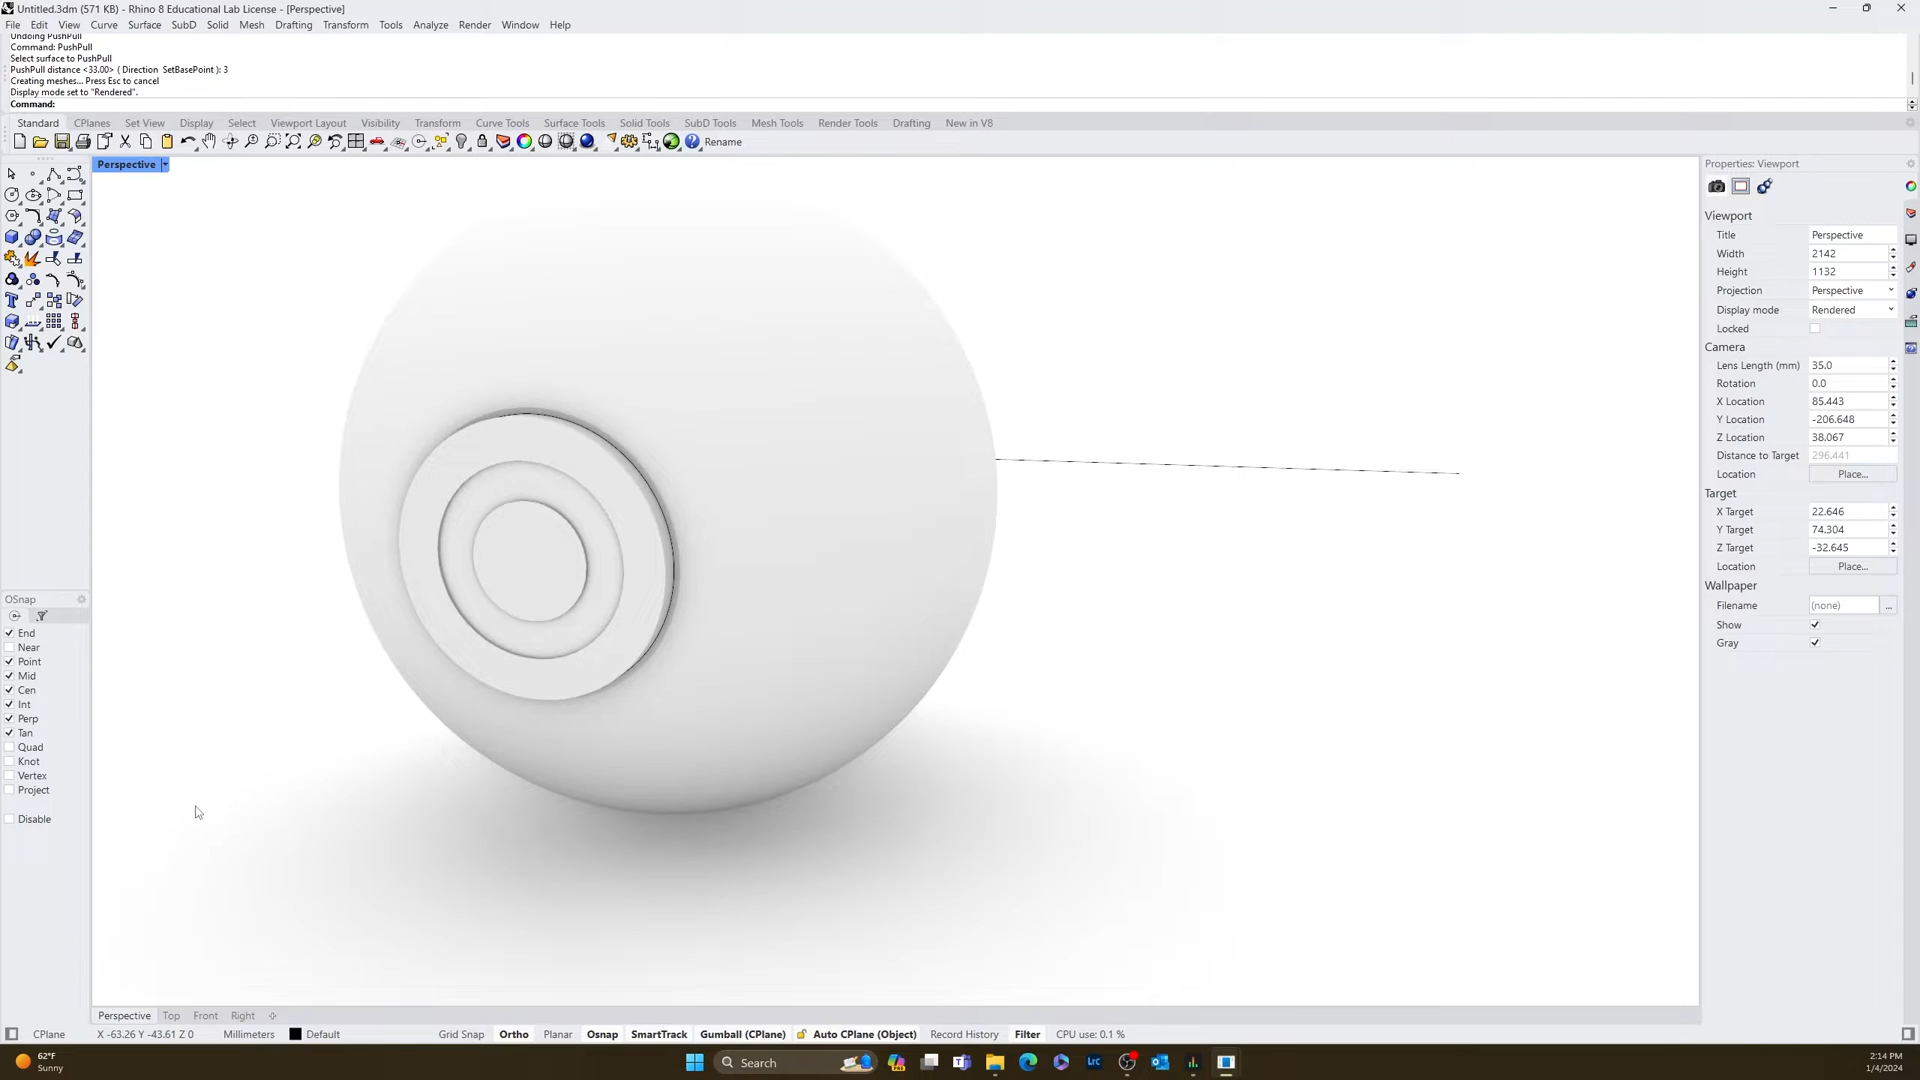 Untitled.3dm (571 KB) - Rhino 8 Educational Lab License - [Perspective]
File Edit View Curve Surface SubD Solid Mesh Drafting Transform Tools Analyze Render Window Help
Undoing PushPull
Command: PushPull
Select surface to PushPull
PushPull distance <33.00> ( Direction SetBasePoint ): 3
Creating meshes... Press Esc to cancel
Display mode set to "Rendered".
Command:
Standard CPlanes Set View Display Select Viewport Layout Visibility Transform Curve Tools Surface Tools Solid Tools SubD Tools Mesh Tools Render Tools Drafting New in V8
Rename
Perspective
Properties: Viewport
Viewport
Title Perspective
Width 2142
Height 1132
Projection Perspective
Display mode Rendered
Locked
Camera
Lens Length (mm) 35.0
Rotation 0.0
X Location 85.443
Y Location -206.648
Z Location 38.067
Distance to Target 296.441
Location Place...
Target
X Target 22.646
Y Target 74.304
Z Target -32.645
Location Place...
Wallpaper
Filename (none) ...
Show
Gray
OSnap
End
Near
Point
Mid
Cen
Int
Perp
Tan
Quad
Knot
Vertex
Project
Disable
Perspective Top Front Right
CPlane X -63.26 Y -43.61 Z 0 Millimeters Default Grid Snap Ortho Planar Osnap SmartTrack Gumball (CPlane) Auto CPlane (Object) Record History Filter CPU use: 0.1 %
62°F
Sunny
Search
LrC
2:14 PM
1/4/2024